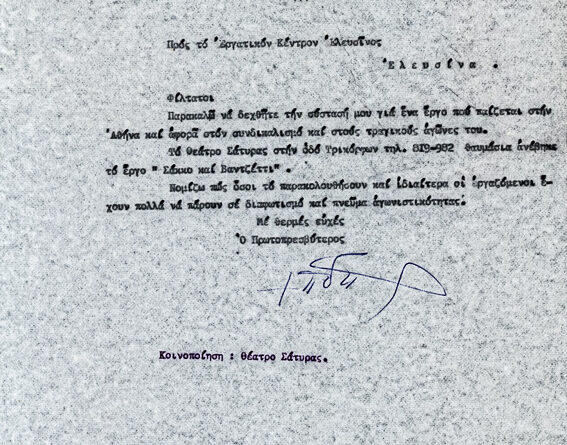 Πρός τό Ἐργατικόν Κέντρον Ἐλευσῖνος
Ἐλευσίνα.
Φίλτατοι
Παρακαλῶ νά δεχθῆτε τήν σύστασή μου γιά ἕνα ἔργο πού παίζεται στήν
Ἀθήνα καί ἀφορᾶ στόν συνδικαλισμό καί στούς τραγικούς ἀγῶνες του.
Τό θέατρο Σάτυρας στήν ὁδό Τρικόρφων τηλ. 819-982 θαυμάσια ἀνέβησε
τό ἔργο " Σάκκο καί Βαντζέττι" .
Νομίζω πώς ὅσοι τό παρακολουθήσουν καί ἰδιαίτερα οἱ ἐργαζόμενοι ἔ-
χουν πολλά νά πάρουν σέ διαφωτισμό καί πνεῦμα ἀγωνιστικότητας.
Μέ θερμές εὐχές
Ὁ Πρωτοπρεσβύτερος
Κοινοποίηση : Θέατρο Σάτυρας.